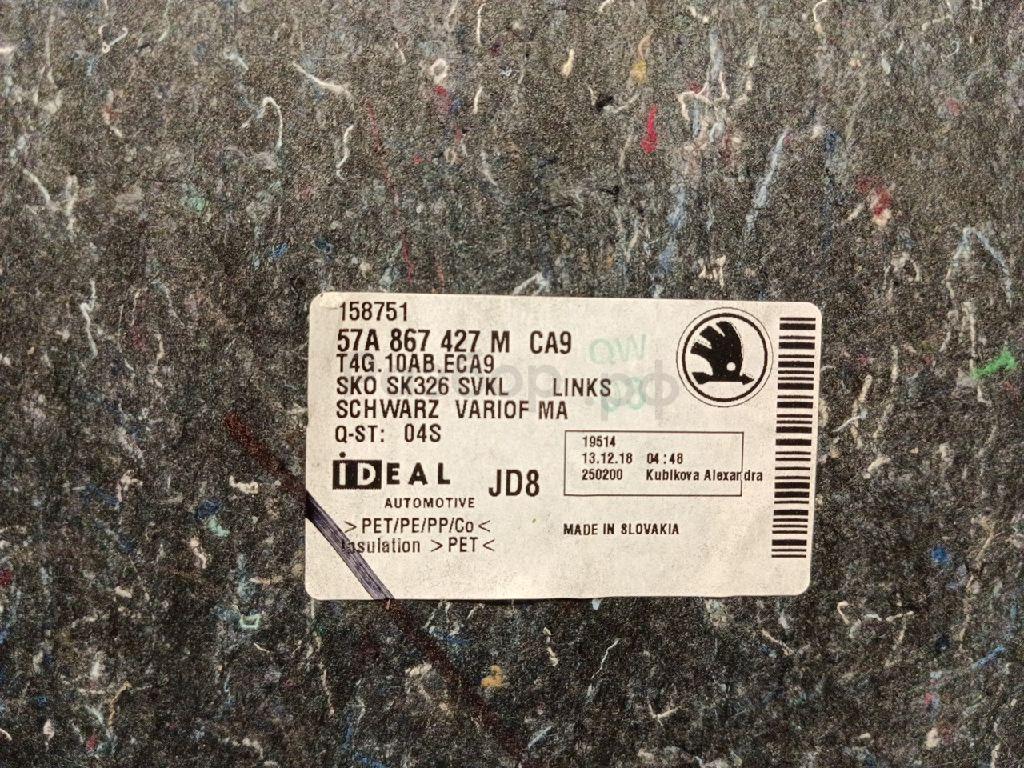 158751
57A 867 427 M CA9
T4G.10AB.ECA9
SKO SK326 SVKL LINKS
SCHWARZ VARIOF MA
Q-ST: 04S
QW
19514
13.12.18 04:48
250200 Kubikova Alexandra
IDEAL
AUTOMOTIVE
JD8
>PET/PE/PP/Co<
Insulation >PET<
MADE IN SLOVAKIA